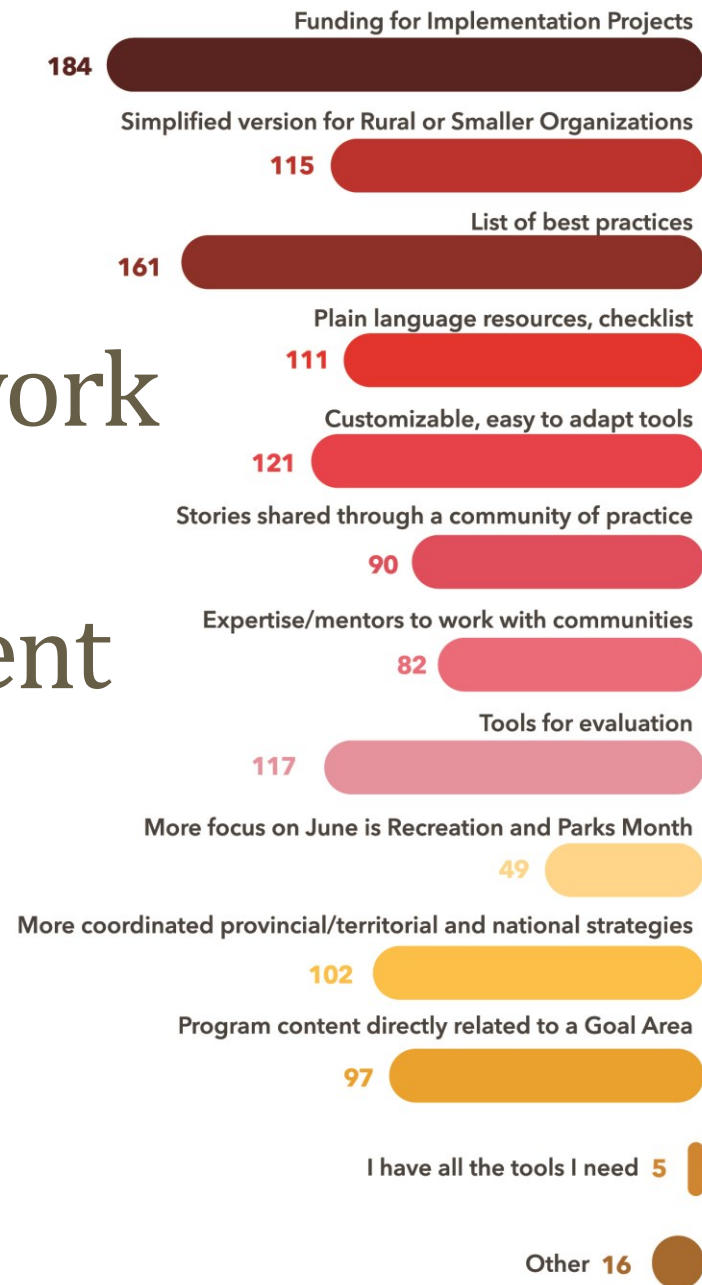 Funding for Implementation Projects
184
Simplified version for Rural or Smaller Organizations
115
List of best practices
161
Plain language resources, checklist
111
Customizable, easy to adapt tools
121
Stories shared through a community of practice
90
Expertise/mentors to work with communities
82
Tools for evaluation
117
More focus on June is Recreation and Parks Month
49
More coordinated provincial/territorial and national strategies
102
Program content directly related to a Goal Area
97
I have all the tools I need 5
Other 16
ent